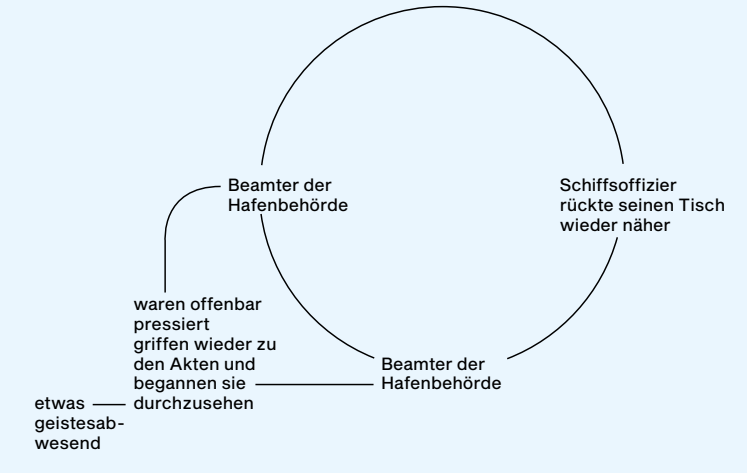 Beamter der
Hafenbehörde
Schiffsoffizier
rückte seinen Tisch
wieder näher
waren offenbar
pressiert
griffen wieder zu
den Akten und
begannen sie
durchzusehen
Beamter der
Hafenbehörde
etwas
geistesab-
wesend